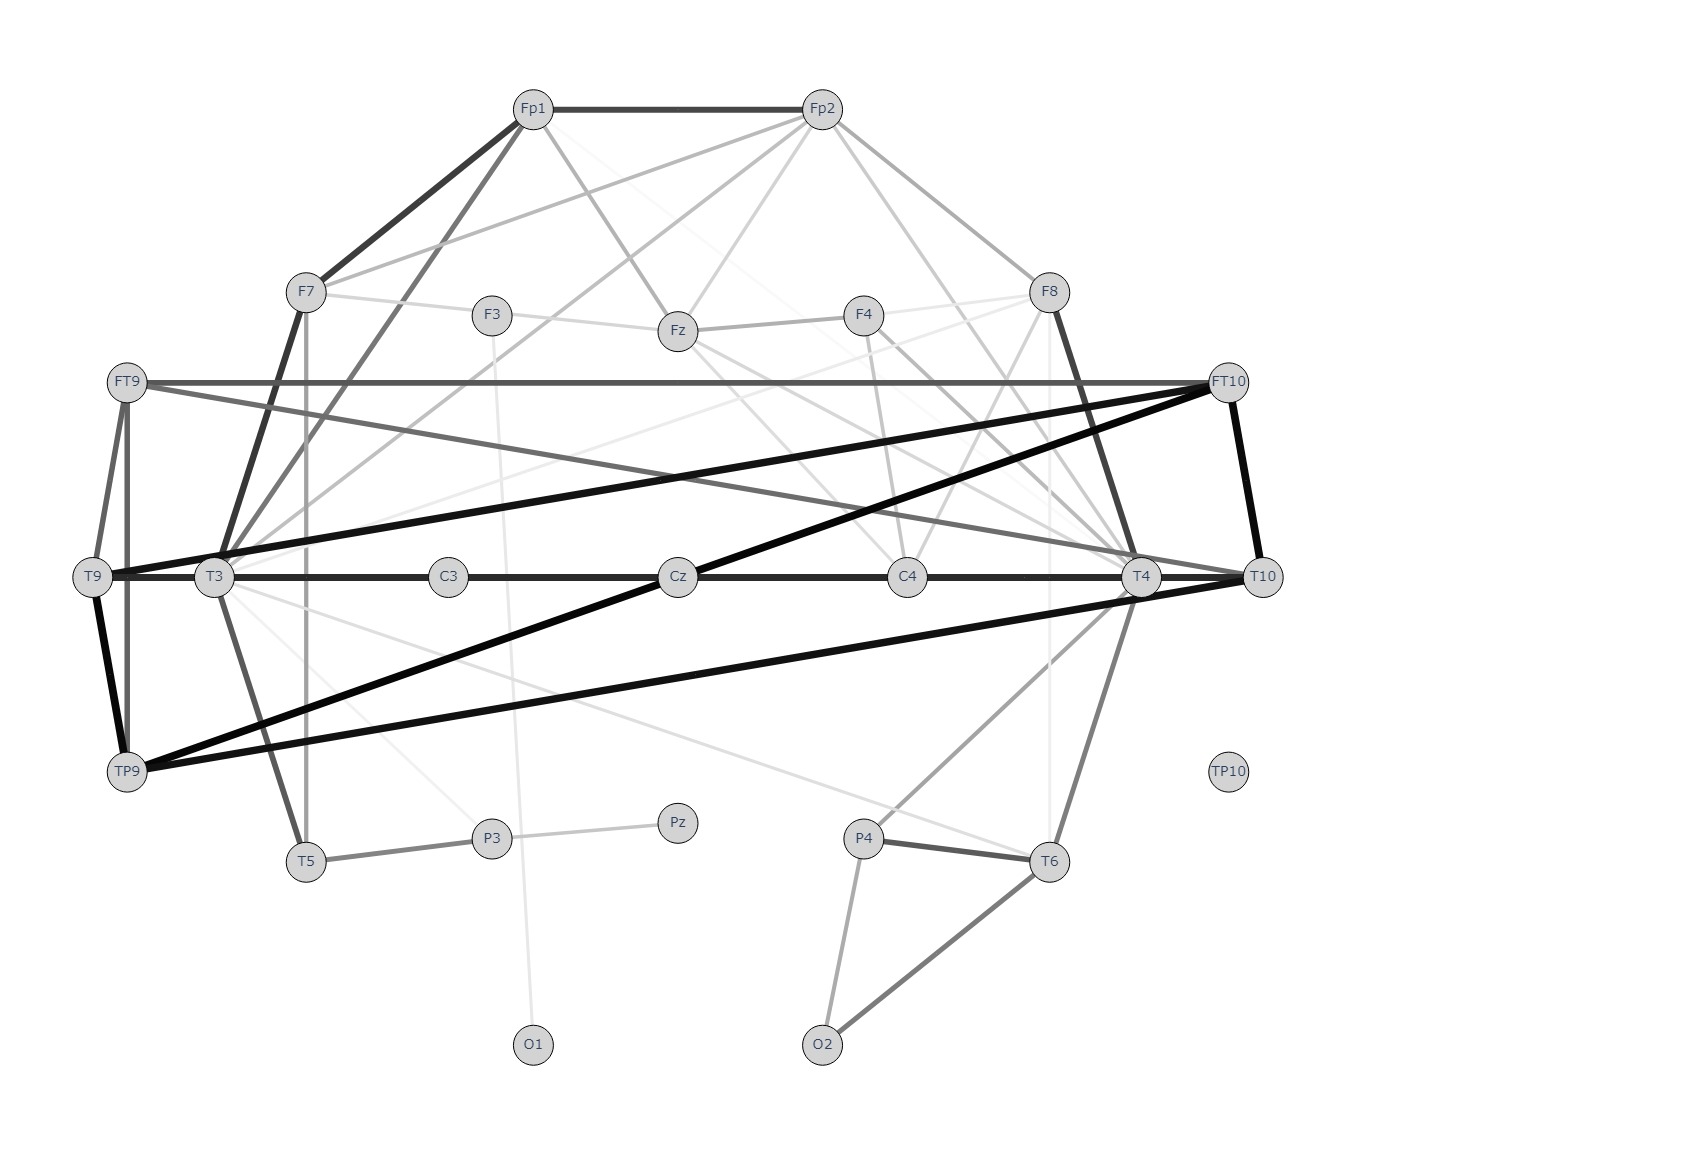 Fp1 Fp2
F7 F8
F3 Fz F4
FT9 FT10
T9 T3 C3 Cz C4 T4 T10
TP9 TP10
Pz
P3 P4
T5 T6
O1 O2